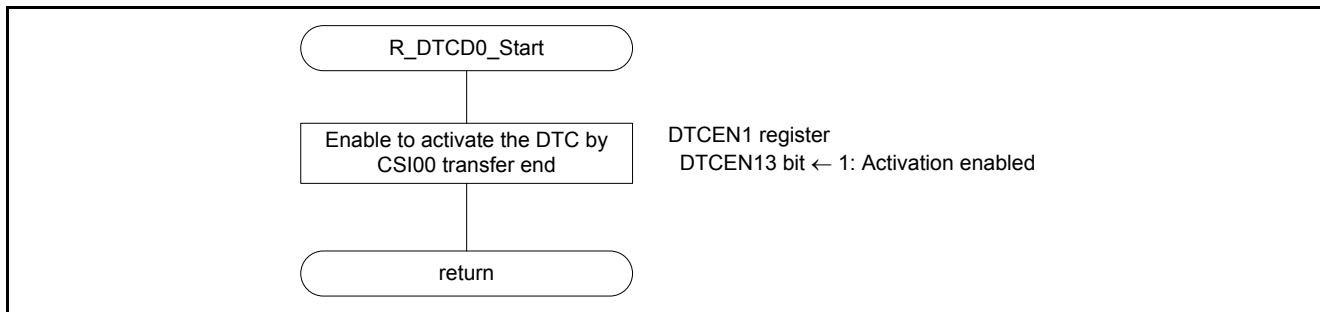 R_DTCD0_Start
Enable to activate the DTC by
CSI00 transfer end
DTCEN1 register
DTCEN13 bit ← 1: Activation enabled
return